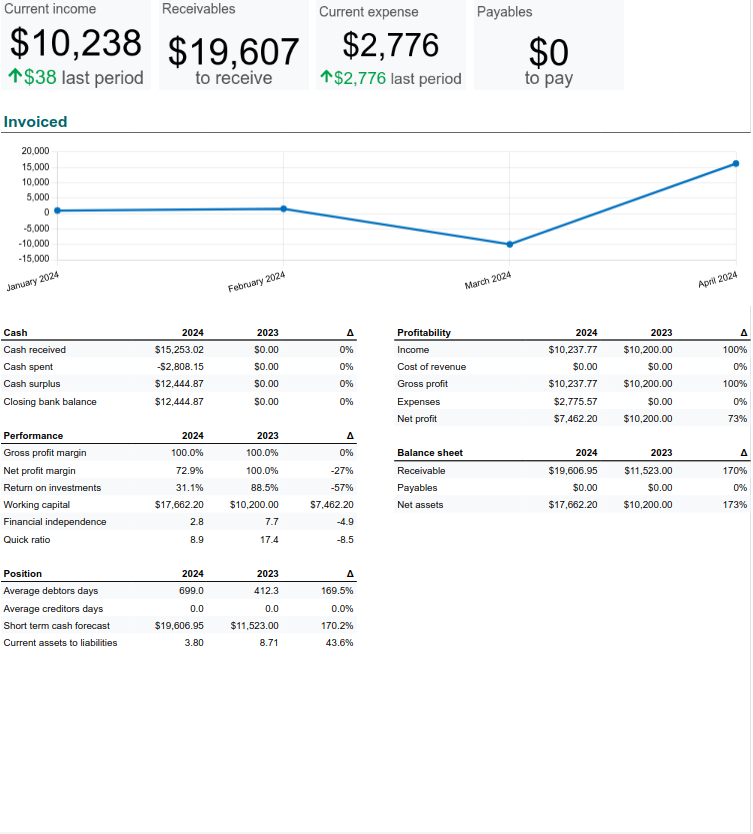 Current income
$10,238
↑$38 last period
Receivables
$19,607
to receive
Current expense
$2,776
↑$2,776 last period
Payables
$0
to pay
Invoiced
20,000
15,000
10,000
5,000
0
-5,000
-10,000
-15,000
January 2024
February 2024
March 2024
April 2024
Cash 2024 2023 Δ
Cash received $15,253.02 $0.00 0%
Cash spent -$2,808.15 $0.00 0%
Cash surplus $12,444.87 $0.00 0%
Closing bank balance $12,444.87 $0.00 0%
Performance 2024 2023 Δ
Gross profit margin 100.0% 100.0% 0%
Net profit margin 72.9% 100.0% -27%
Return on investments 31.1% 88.5% -57%
Working capital $17,662.20 $10,200.00 $7,462.20
Financial independence 2.8 7.7 -4.9
Quick ratio 8.9 17.4 -8.5
Position 2024 2023 Δ
Average debtors days 699.0 412.3 169.5%
Average creditors days 0.0 0.0 0.0%
Short term cash forecast $19,606.95 $11,523.00 170.2%
Current assets to liabilities 3.80 8.71 43.6%
Profitability 2024 2023 Δ
Income $10,237.77 $10,200.00 100%
Cost of revenue $0.00 $0.00 0%
Gross profit $10,237.77 $10,200.00 100%
Expenses $2,775.57 $0.00 0%
Net profit $7,462.20 $10,200.00 73%
Balance sheet 2024 2023 Δ
Receivable $19,606.95 $11,523.00 170%
Payables $0.00 $0.00 0%
Net assets $17,662.20 $10,200.00 173%